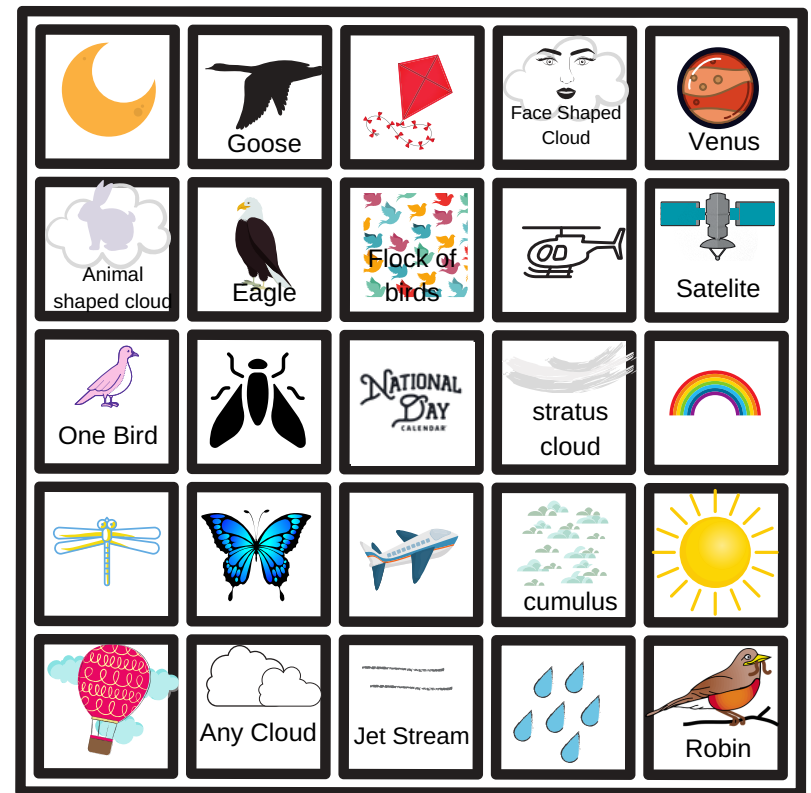 Goose
Face Shaped
Cloud
Venus
Animal
shaped cloud
Eagle
Flock of
birds
Satelite
One Bird
NATIONAL
DAY
CALENDAR
stratus
cloud
cumulus
Any Cloud
Jet Stream
Robin